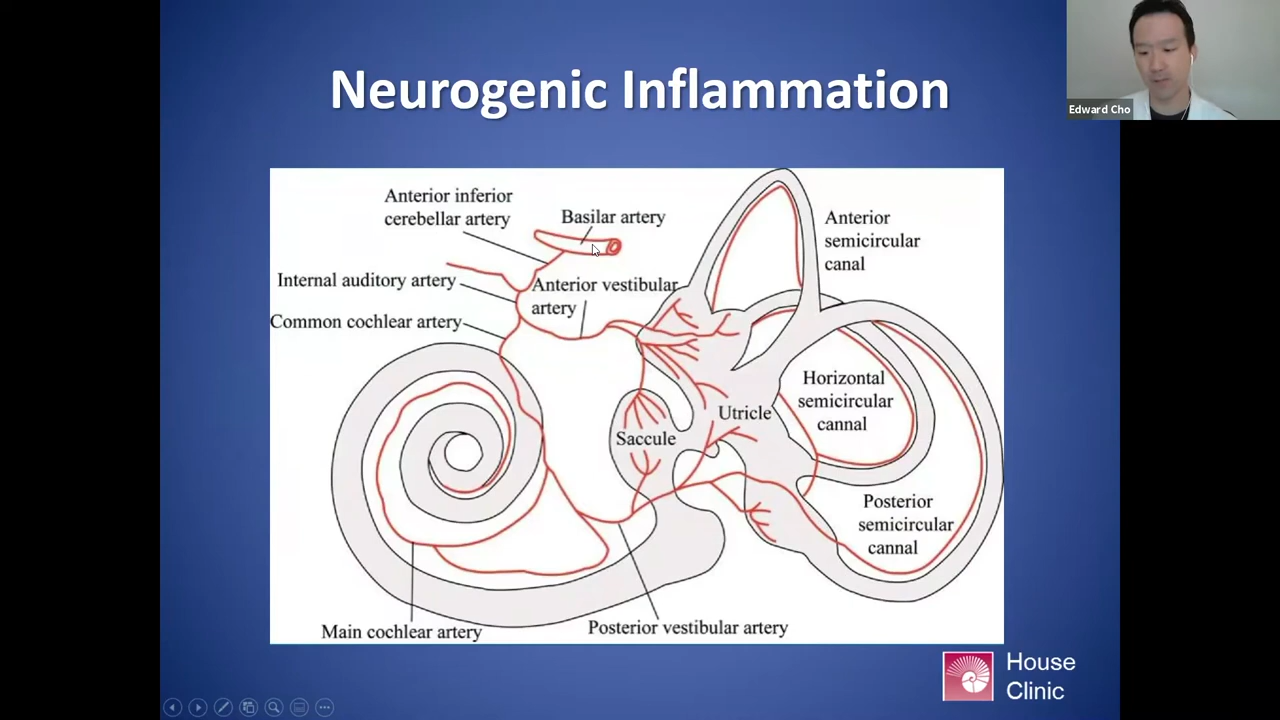 Neurogenic Inflammation
Edward Cho
Anterior inferior
cerebellar artery
Basilar artery
Anterior
semicircular
canal
Internal auditory artery
Anterior vestibular
artery
Common cochlear artery
Horizontal
semicircular
cannal
Utricle
Saccule
Posterior
semicircular
cannal
Main cochlear artery
Posterior vestibular artery
House
Clinic